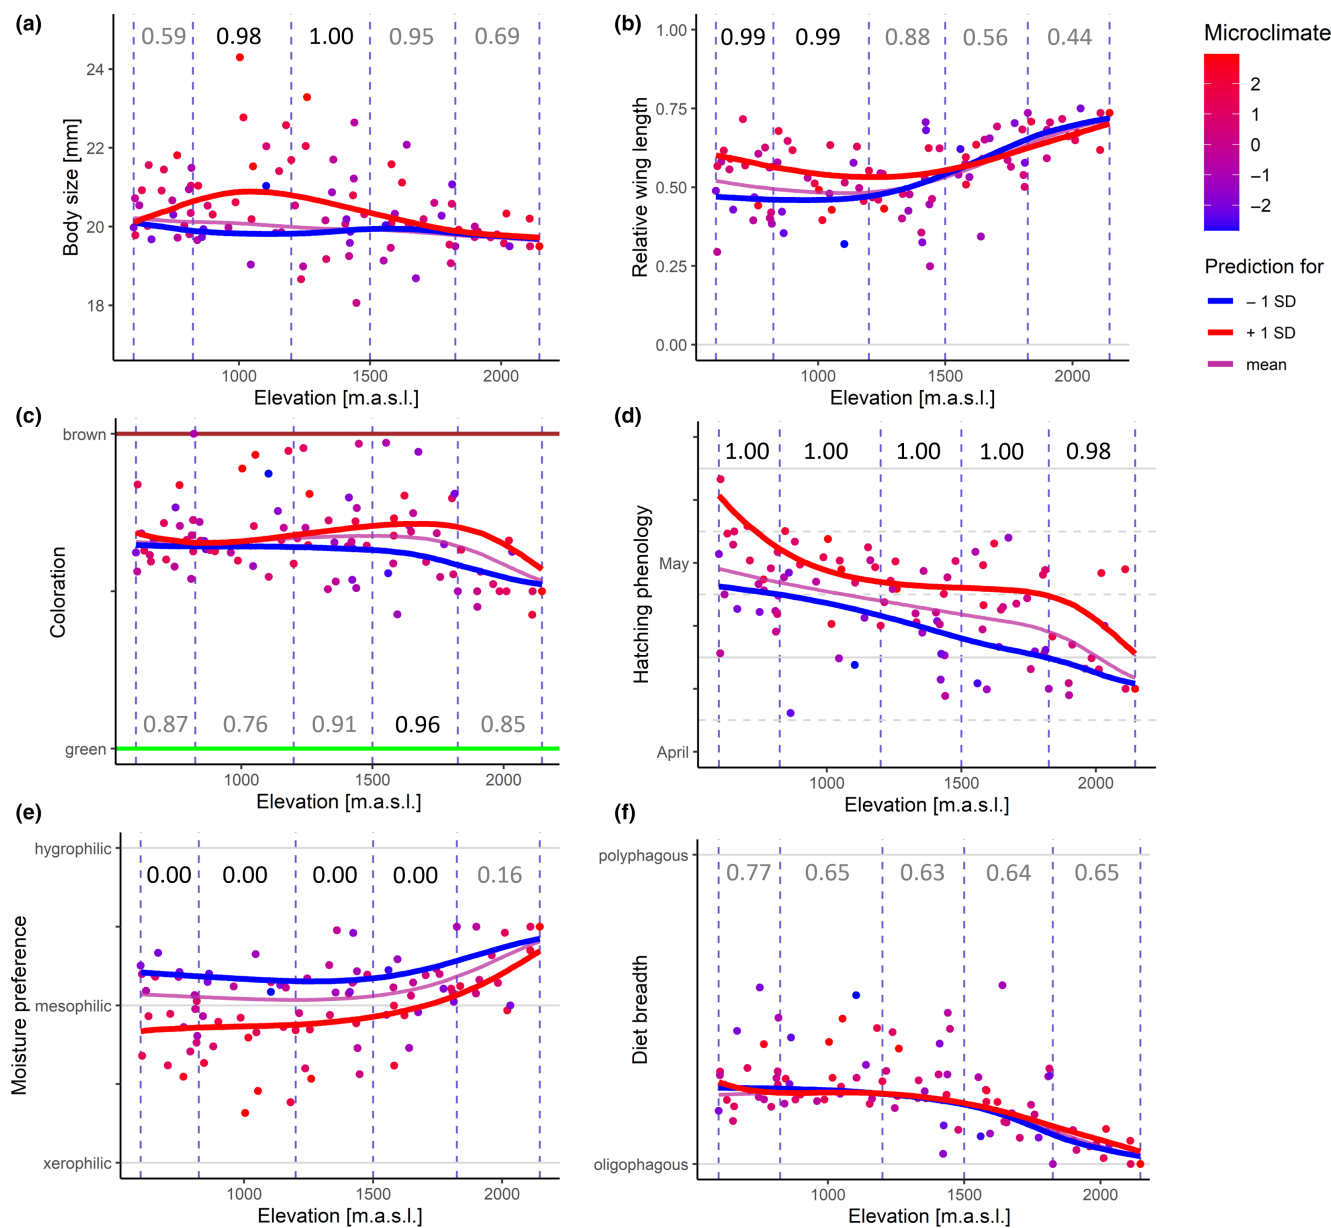 (a)
0.59 0.98 1.00 0.95 0.69
24
22
20
18
Body size [mm]
1000 1500 2000
Elevation [m.a.s.l.]
(b)
0.99 0.99 0.88 0.56 0.44
1.00
0.75
0.50
0.25
0.00
Relative wing length
1000 1500 2000
Elevation [m.a.s.l.]
Microclimate
2
1
0
−1
−2
Prediction for
− 1 SD
+ 1 SD
mean
(c)
brown
green
Coloration
0.87 0.76 0.91 0.96 0.85
1000 1500 2000
Elevation [m.a.s.l.]
(d)
1.00 1.00 1.00 1.00 0.98
May
April
Hatching phenology
1000 1500 2000
Elevation [m.a.s.l.]
(e)
hygrophilic
0.00 0.00 0.00 0.00 0.16
mesophilic
xerophilic
Moisture preference
1000 1500 2000
Elevation [m.a.s.l.]
(f)
polyphagous
0.77 0.65 0.63 0.64 0.65
oligophagous
Diet breadth
1000 1500 2000
Elevation [m.a.s.l.]